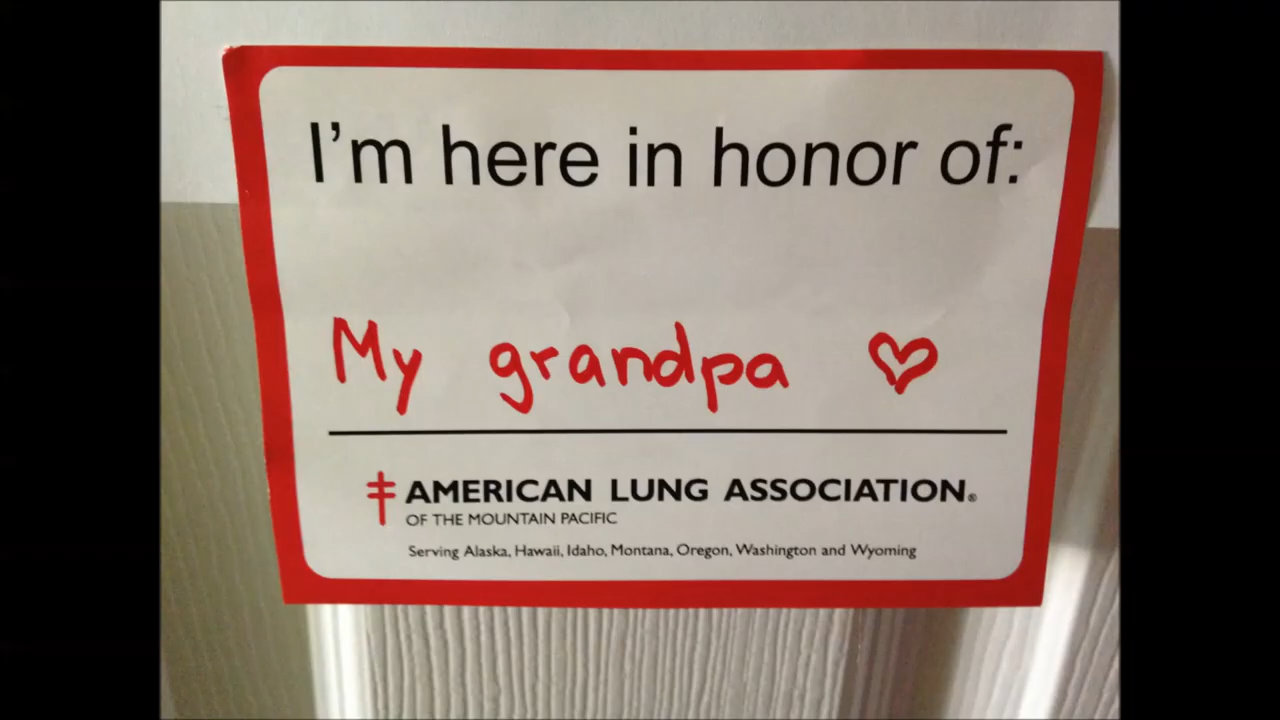 I'm here in honor of:
My grandpa ♡
AMERICAN LUNG ASSOCIATION®
OF THE MOUNTAIN PACIFIC
Serving Alaska, Hawaii, Idaho, Montana, Oregon, Washington and Wyoming